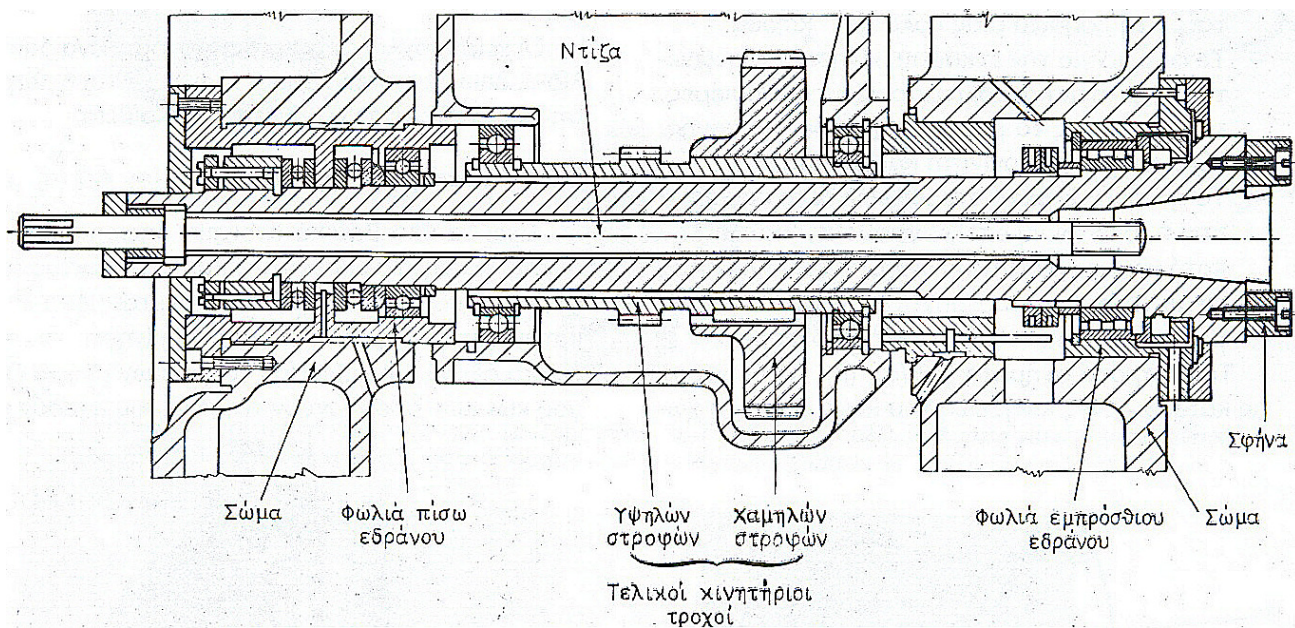 Ντίζα
Σφήνα
Σώμα
Φωλιά πίσω
εδράνου
Υψηλών
στροφών
Χαμηλών
στροφών
Φωλιά εμπρόσθιου
εδράνου
Σώμα
Τελικοί κινητήριοι
τροχοί